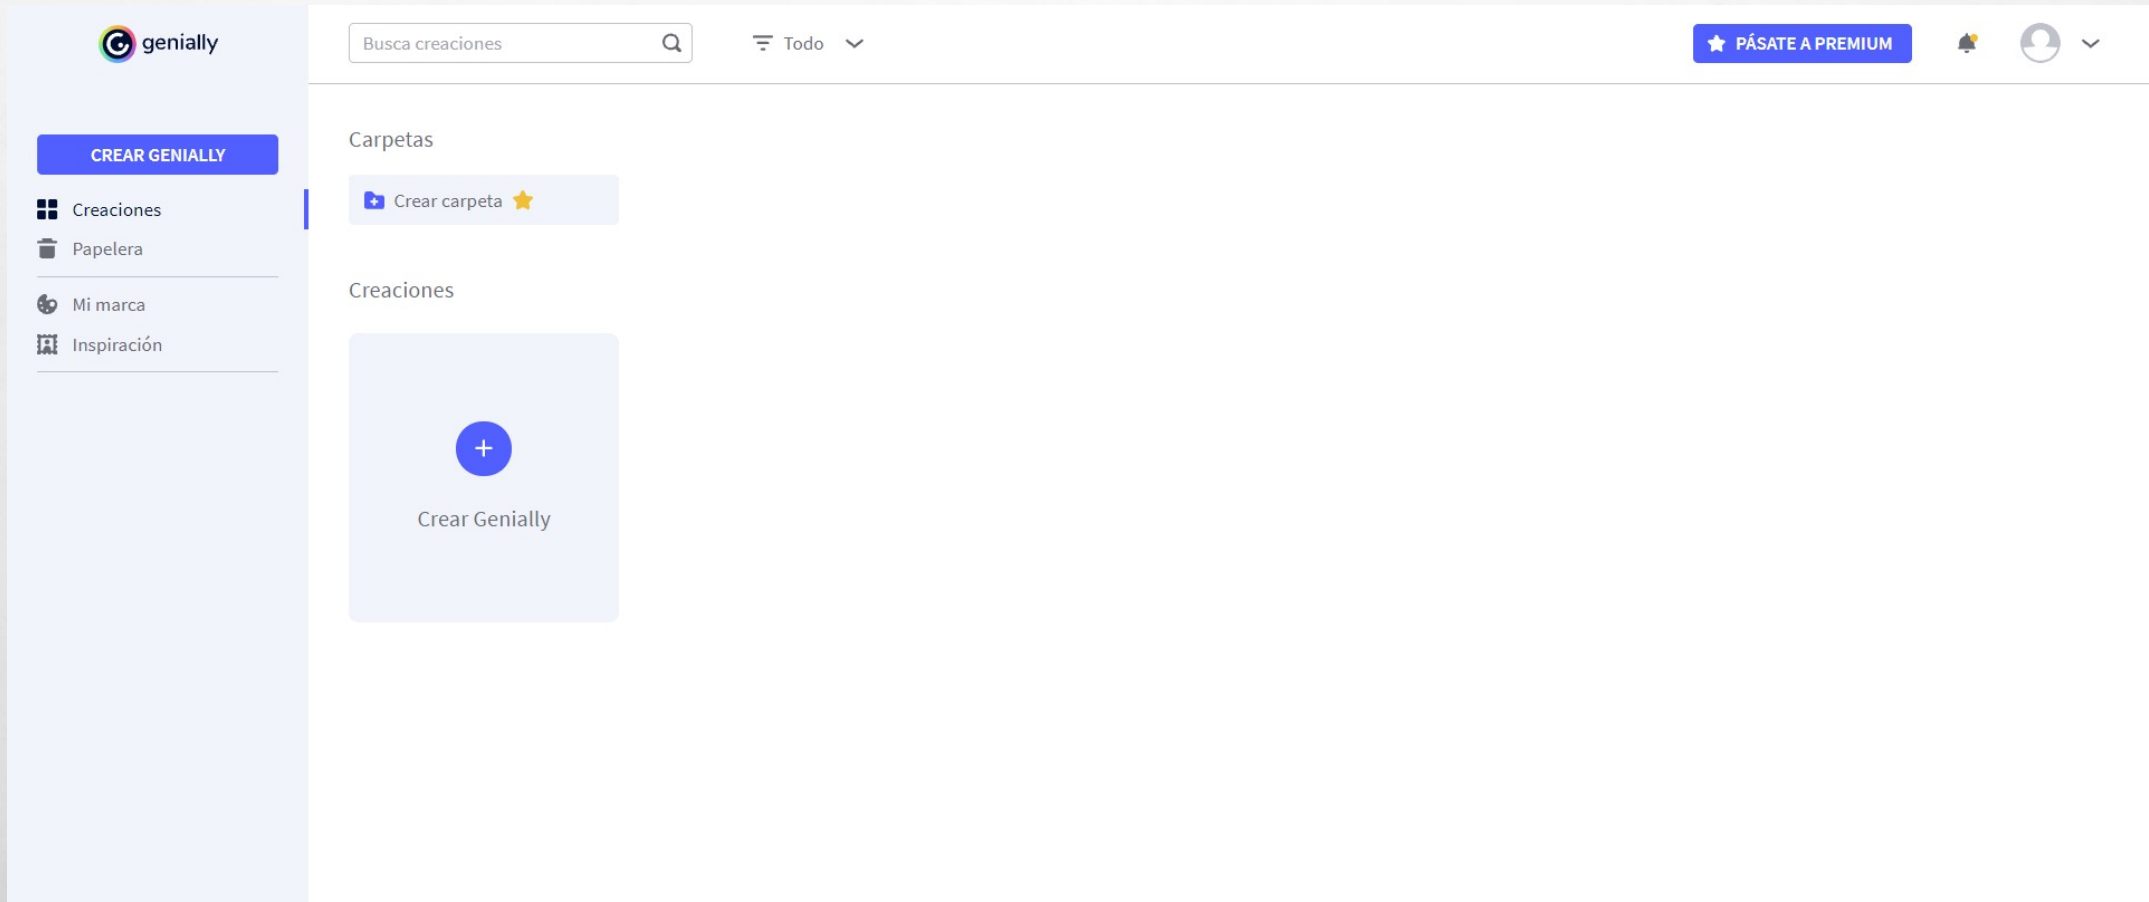 genially
Busca creaciones
Todo
PÁSATE A PREMIUM
CREAR GENIALLY
Creaciones
Papelera
Mi marca
Inspiración
Carpetas
Crear carpeta
Creaciones
Crear Genially